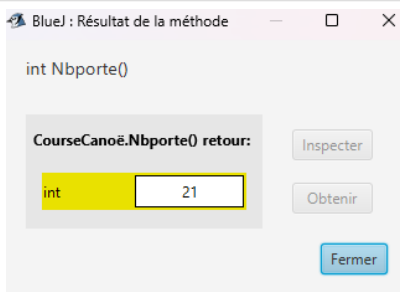 BlueJ : Résultat de la méthode
int Nbporte()
CourseCanoë.Nbporte() retour:
Inspecter
int 21
Obtenir
Fermer